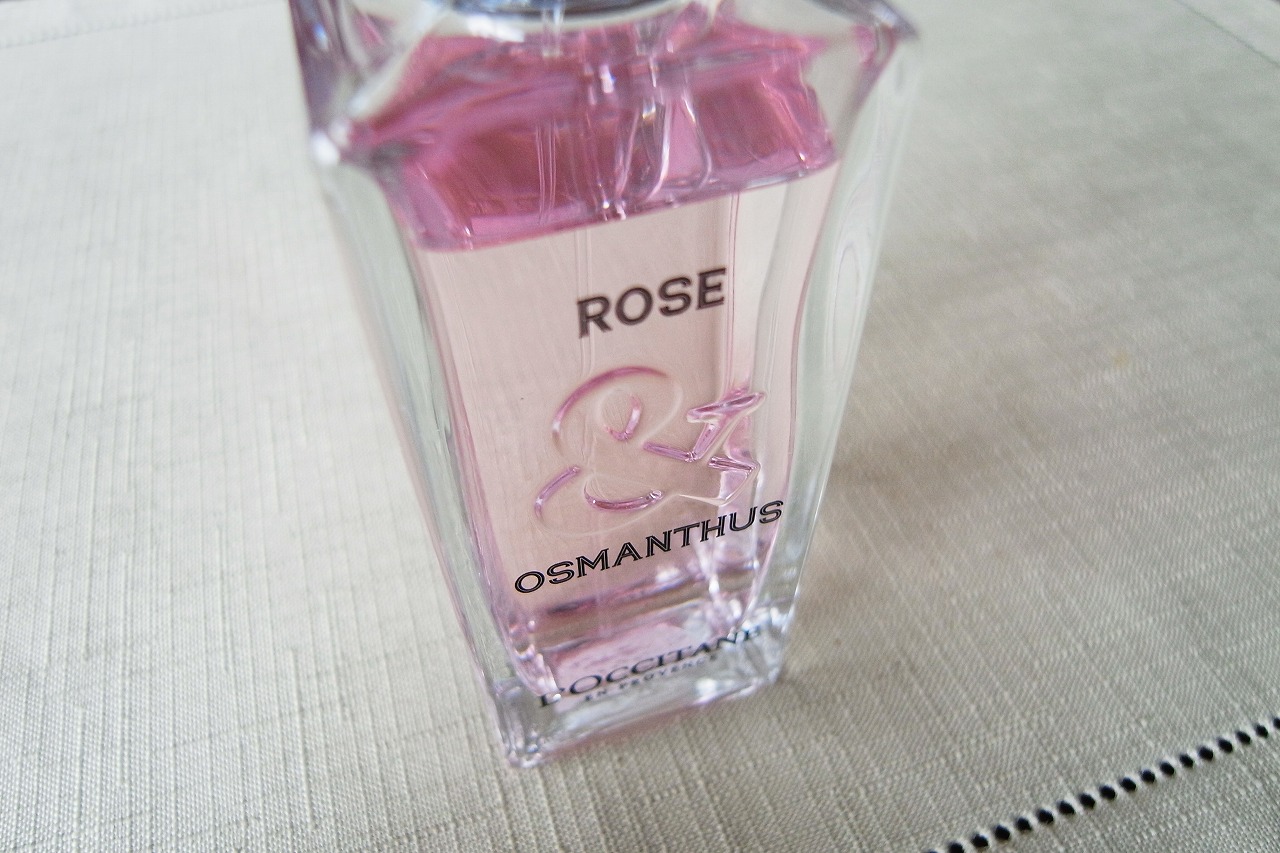 ROSE
&
OSMANTHUS
L'OCCITANE
EN PROVENCE